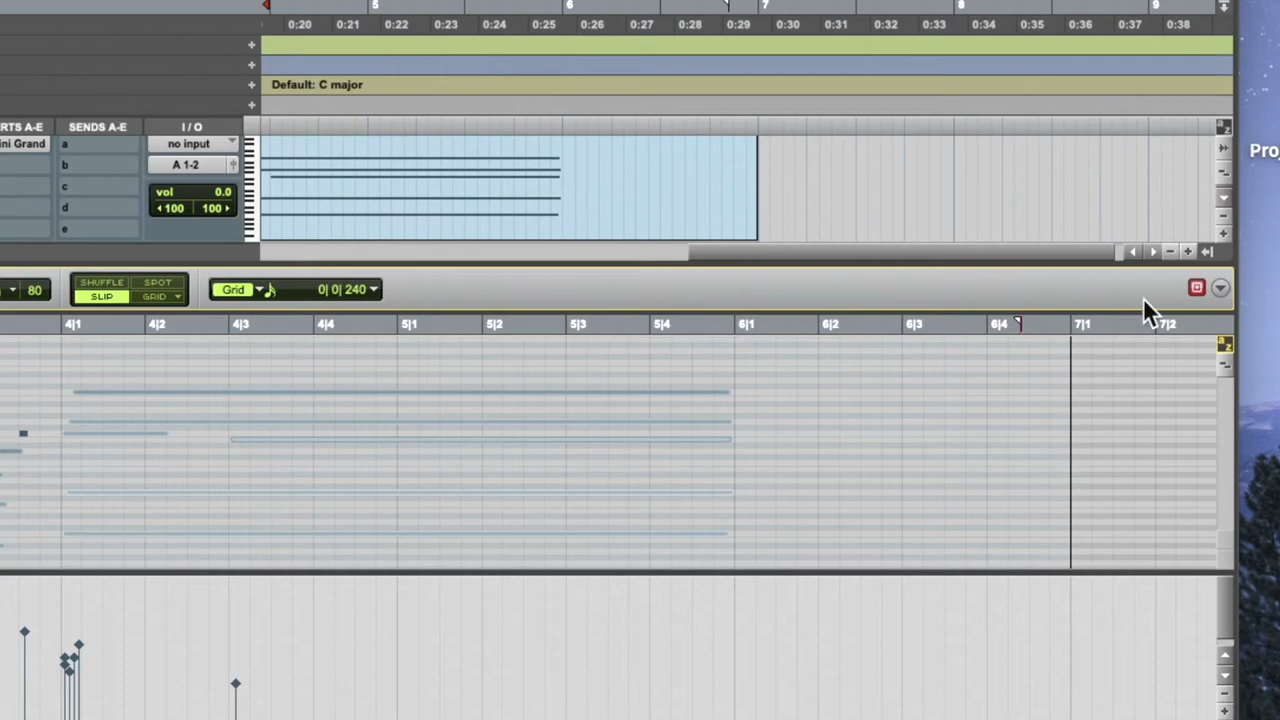 5 6 7 8 9
0:20 0:21 0:22 0:23 0:24 0:25 0:26 0:27 0:28 0:29 0:30 0:31 0:32 0:33 0:34 0:35 0:36 0:37 0:38
Default: C major
RTS A-E SENDS A-E I / O
ini Grand a no input
b A 1-2
c
vol 0.0
d 100 100
e
80 SHUFFLE SPOT
SLIP GRID
Grid 0| 0| 240
4|1 4|2 4|3 4|4 5|1 5|2 5|3 5|4 6|1 6|2 6|3 6|4 7|1 7|2
a
z
Pro